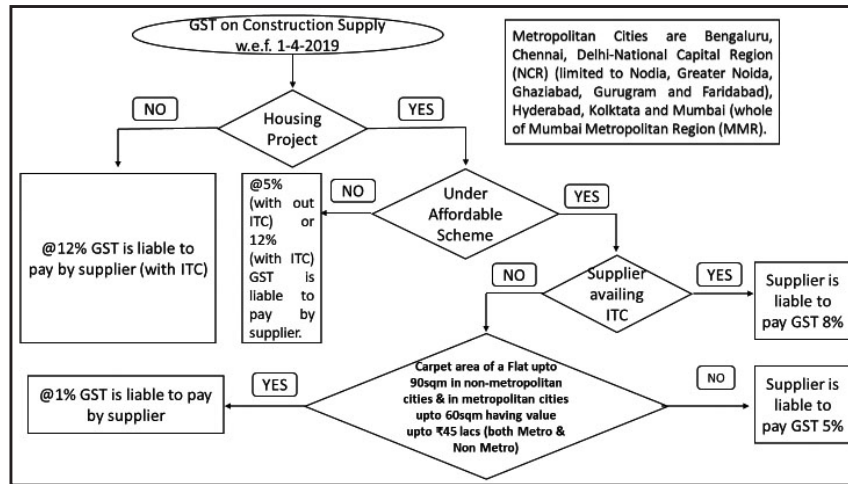 GST on Construction Supply
w.e.f. 1-4-2019
Metropolitan Cities are Bengaluru,
Chennai, Delhi-National Capital Region
(NCR) (limited to Nodia, Greater Noida,
Ghaziabad, Gurugram and Faridabad),
Hyderabad, Kolktata and Mumbai (whole
of Mumbai Metropolitan Region (MMR).
NO
YES
Housing
Project
@12% GST is liable to
pay by supplier (with ITC)
@5%
(with out
ITC) or
12%
(with ITC)
GST is
liable to
pay by
supplier.
NO
Under
Affordable
Scheme
YES
NO
Supplier
availing
ITC
YES
Supplier is
liable to
pay GST 8%
@1% GST is liable to pay
by supplier
YES
Carpet area of a Flat upto
90sqm in non-metropolitan
cities & in metropolitan cities
upto 60sqm having value
upto ₹45 lacs (both Metro &
Non Metro)
NO
Supplier is
liable to
pay GST 5%